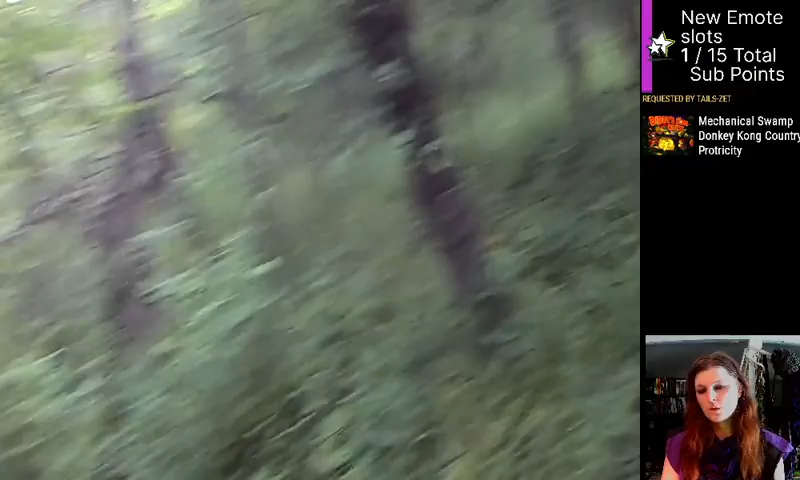 New Emote
slots
1 / 15 Total
Sub Points
REQUESTED BY TAILS-ZET
Mechanical Swamp
Donkey Kong Country
Protricity